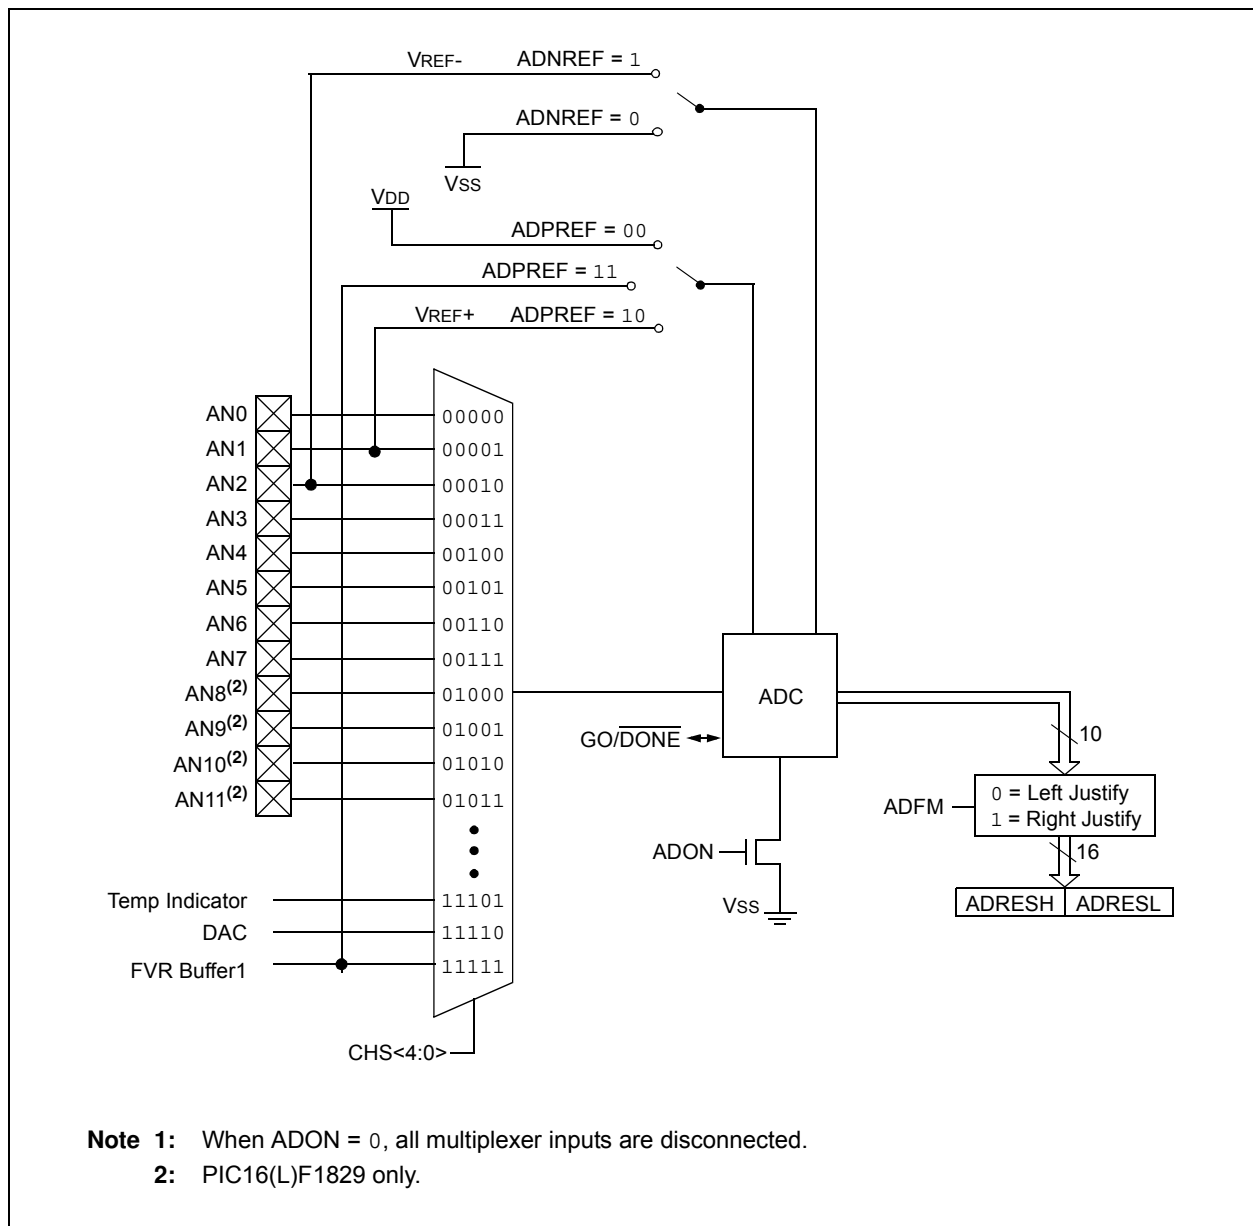 VREF- ADNREF = 1
ADNREF = 0
VSS
VDD
ADPREF = 00
ADPREF = 11
VREF+ ADPREF = 10
AN0 00000
AN1 00001
AN2 00010
AN3 00011
AN4 00100
AN5 00101
AN6 00110
AN7 00111
AN8(2) 01000
AN9(2) 01001
AN10(2) 01010
AN11(2) 01011
ADC
GO/DONE
10
ADFM
0 = Left Justify
1 = Right Justify
16
ADON
VSS
ADRESH ADRESL
Temp Indicator 11101
DAC 11110
FVR Buffer1 11111
CHS<4:0>
Note 1: When ADON = 0, all multiplexer inputs are disconnected.
2: PIC16(L)F1829 only.